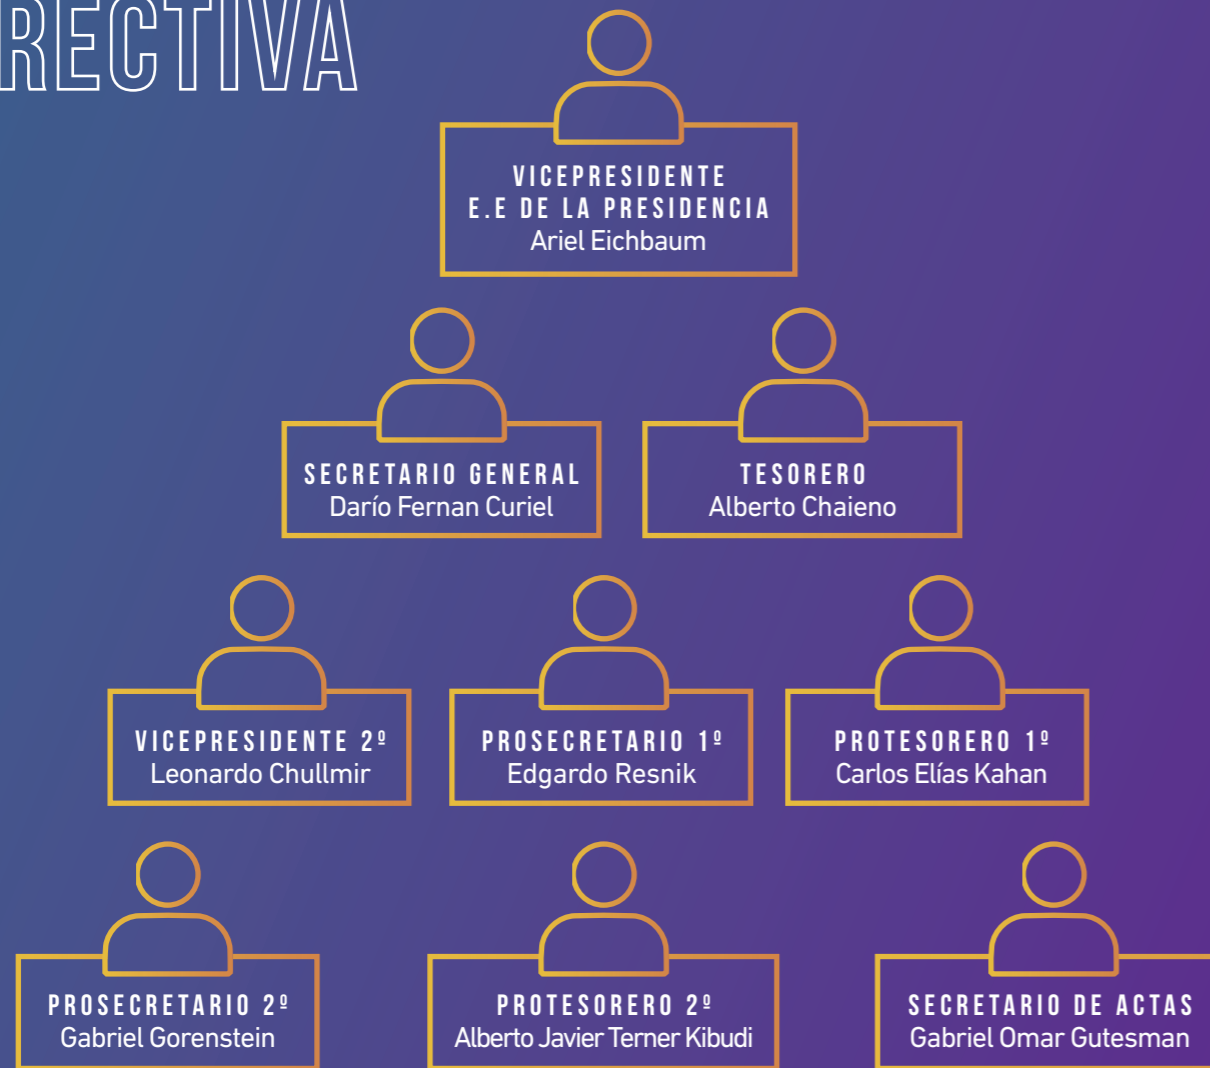 RECTIVA
VICEPRESIDENTE
E.E DE LA PRESIDENCIA
Ariel Eichbaum
SECRETARIO GENERAL
Darío Fernan Curiel
TESORERO
Alberto Chaieno
VICEPRESIDENTE 2º
Leonardo Chullmir
PROSECRETARIO 1º
Edgardo Resnik
PROTESORERO 1º
Carlos Elías Kahan
PROSECRETARIO 2º
Gabriel Gorenstein
PROTESORERO 2º
Alberto Javier Terner Kibudi
SECRETARIO DE ACTAS
Gabriel Omar Gutesman